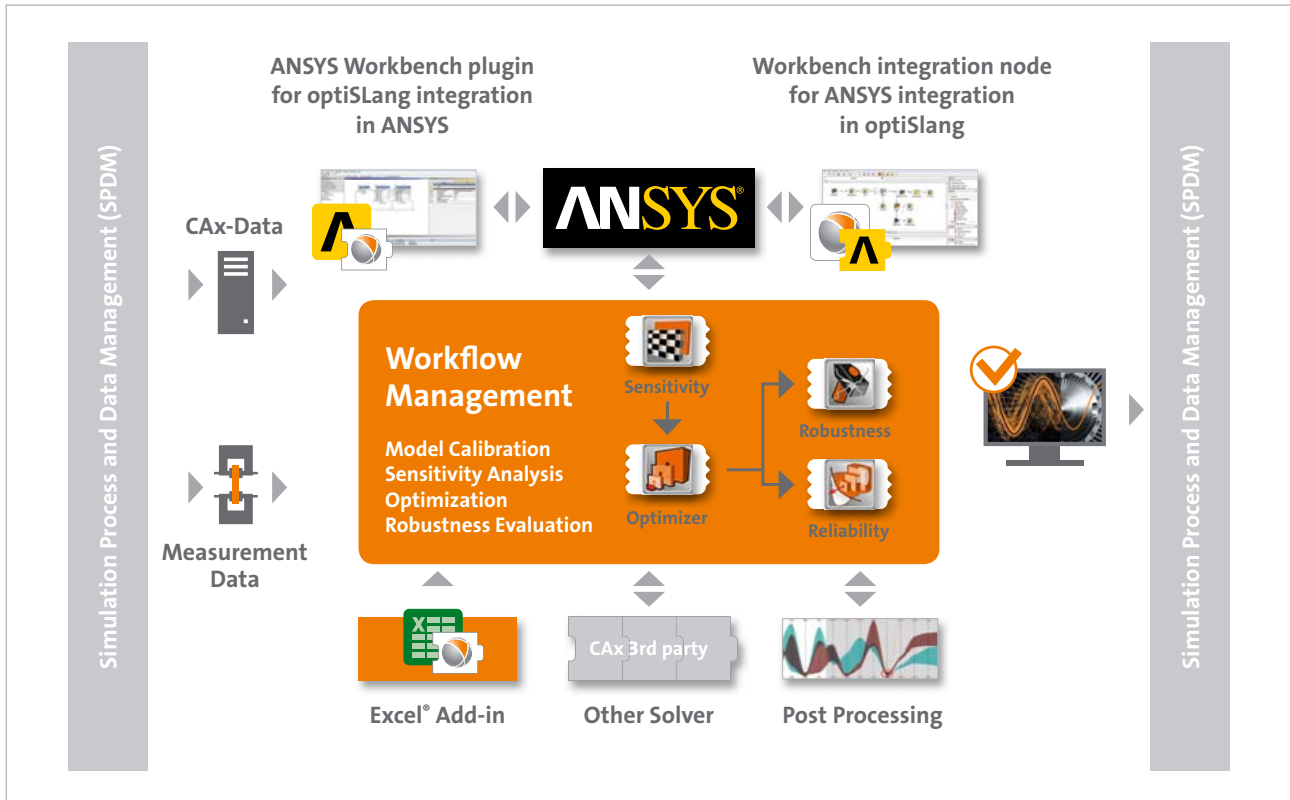 Simulation Process and Data Management (SPDM)
ANSYS Workbench plugin
for optiSLang integration
in ANSYS
Workbench integration node
for ANSYS integration
in optiSlang
ANSYS®
CAx-Data
Measurement
Data
Workflow
Management
Model Calibration
Sensitivity Analysis
Optimization
Robustness Evaluation
Sensitivity
Optimizer
Robustness
Reliability
X
CAx 3rd party
Excel® Add-in
Other Solver
Post Processing
Simulation Process and Data Management (SPDM)